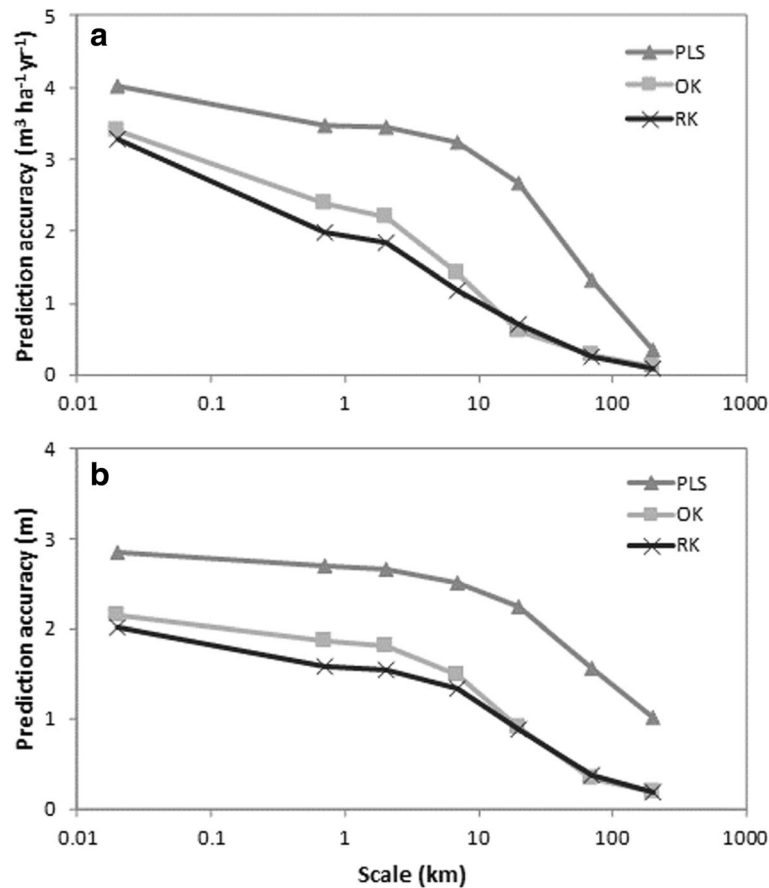 a
Prediction accuracy (m³ ha⁻¹ yr⁻¹)
5
4
3
2
1
0
PLS
OK
RK
0.01 0.1 1 10 100 1000
b
Prediction accuracy (m)
4
3
2
1
0
PLS
OK
RK
0.01 0.1 1 10 100 1000
Scale (km)